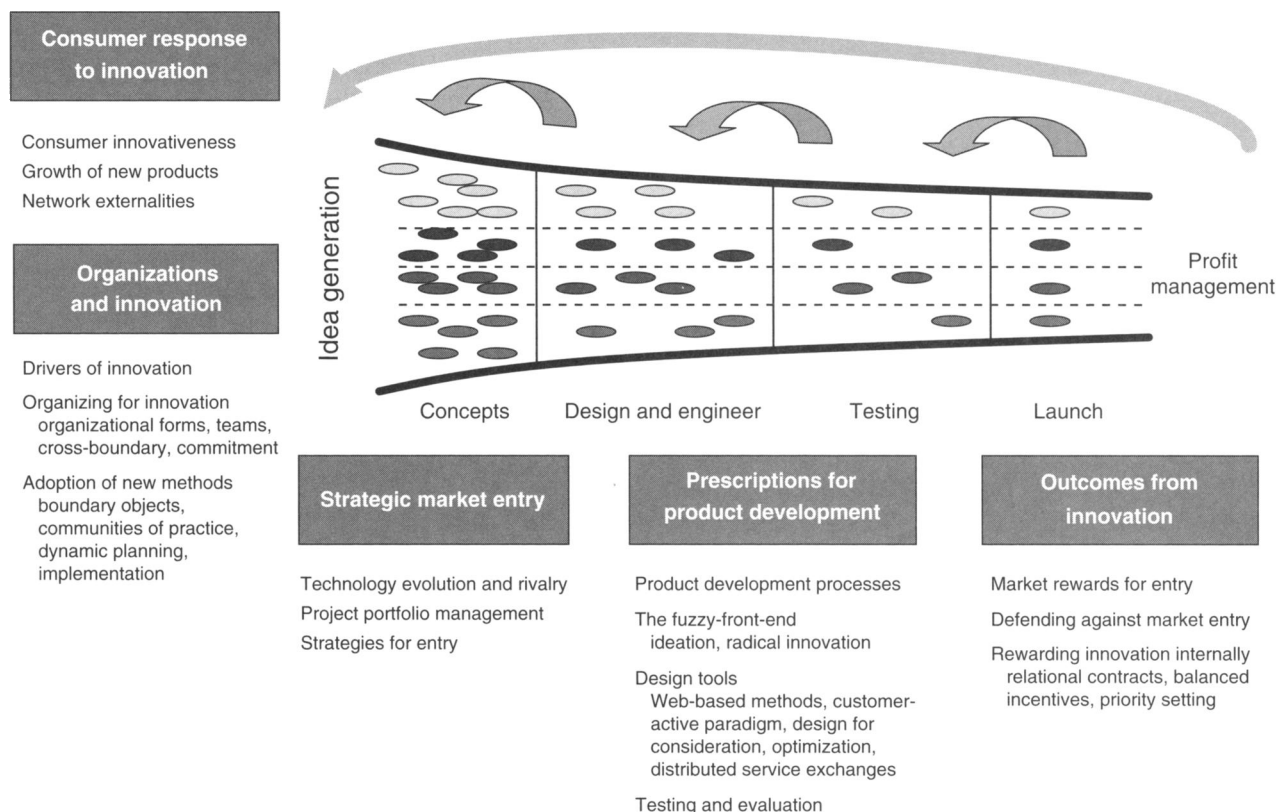 Consumer response
to innovation
Consumer innovativeness
Growth of new products
Network externalities
Organizations
and innovation
Drivers of innovation
Organizing for innovation
organizational forms, teams,
cross-boundary, commitment
Adoption of new methods
boundary objects,
communities of practice,
dynamic planning,
implementation
Idea generation
Profit
management
Concepts
Design and engineer
Testing
Launch
Strategic market entry
Technology evolution and rivalry
Project portfolio management
Strategies for entry
Prescriptions for
product development
Product development processes
The fuzzy-front-end
ideation, radical innovation
Design tools
Web-based methods, customer-
active paradigm, design for
consideration, optimization,
distributed service exchanges
Testing and evaluation
Outcomes from
innovation
Market rewards for entry
Defending against market entry
Rewarding innovation internally
relational contracts, balanced
incentives, priority setting